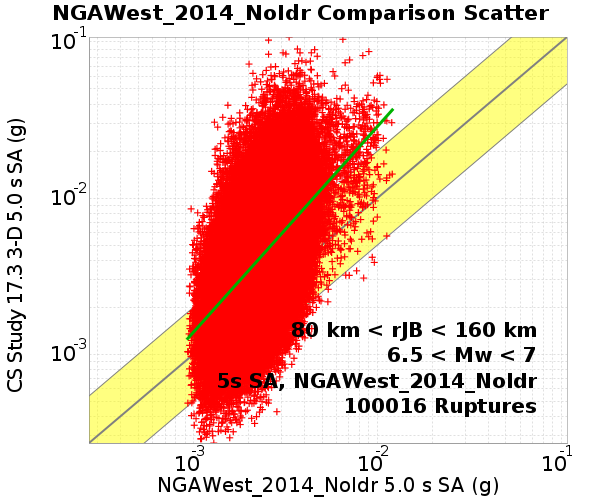 NGAWest_2014_NoIdr Comparison Scatter
10-1
10-2
10-3
CS Study 17.3 3-D 5.0 s SA (g)
80 km < rJB < 160 km
6.5 < Mw < 7
5s SA, NGAWest_2014_NoIdr
100016 Ruptures
10-3
10-2
10-1
NGAWest_2014_NoIdr 5.0 s SA (g)